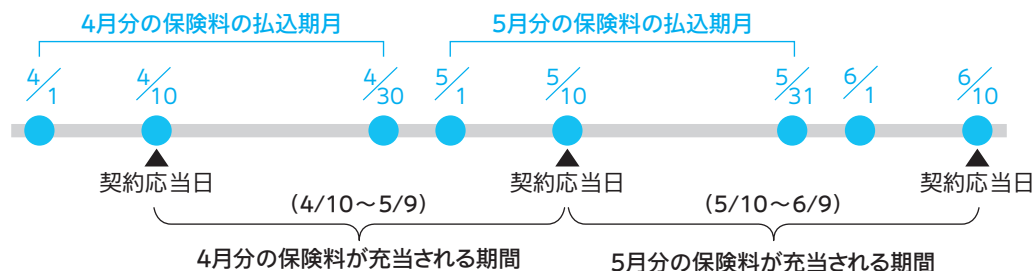 4月分の保険料の払込期月 5月分の保険料の払込期月
4/1 4/10 4/30 5/1 5/10 5/31 6/1 6/10
契約応当日 契約応当日 契約応当日
(4/10～5/9) (5/10～6/9)
4月分の保険料が充当される期間 5月分の保険料が充当される期間